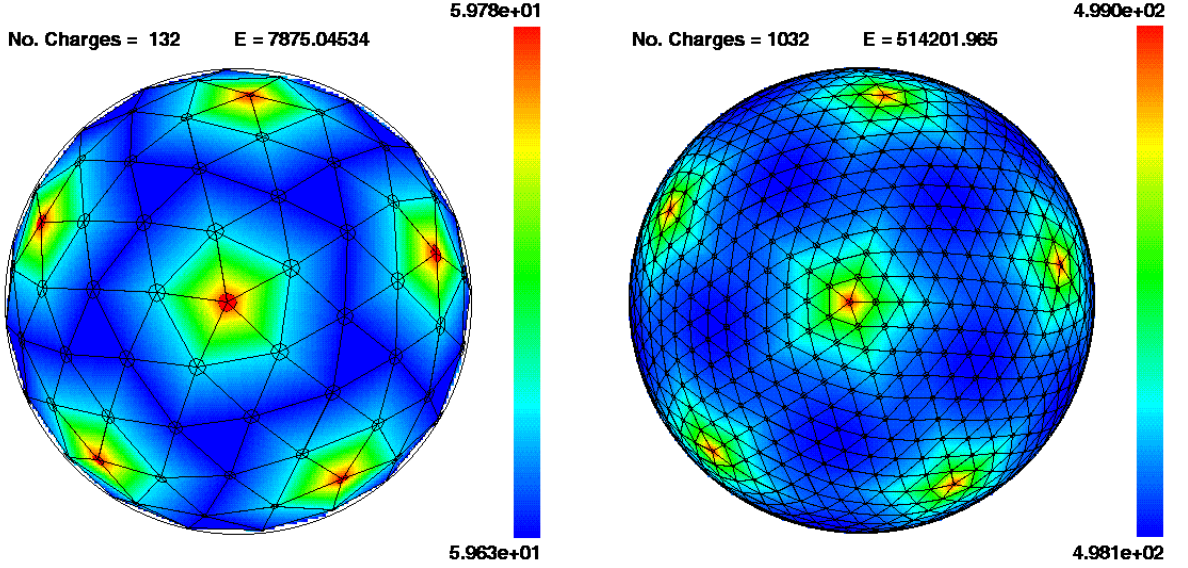 5.978e+01
No. Charges = 132 E = 7875.04534
5.963e+01
4.990e+02
No. Charges = 1032 E = 514201.965
4.981e+02